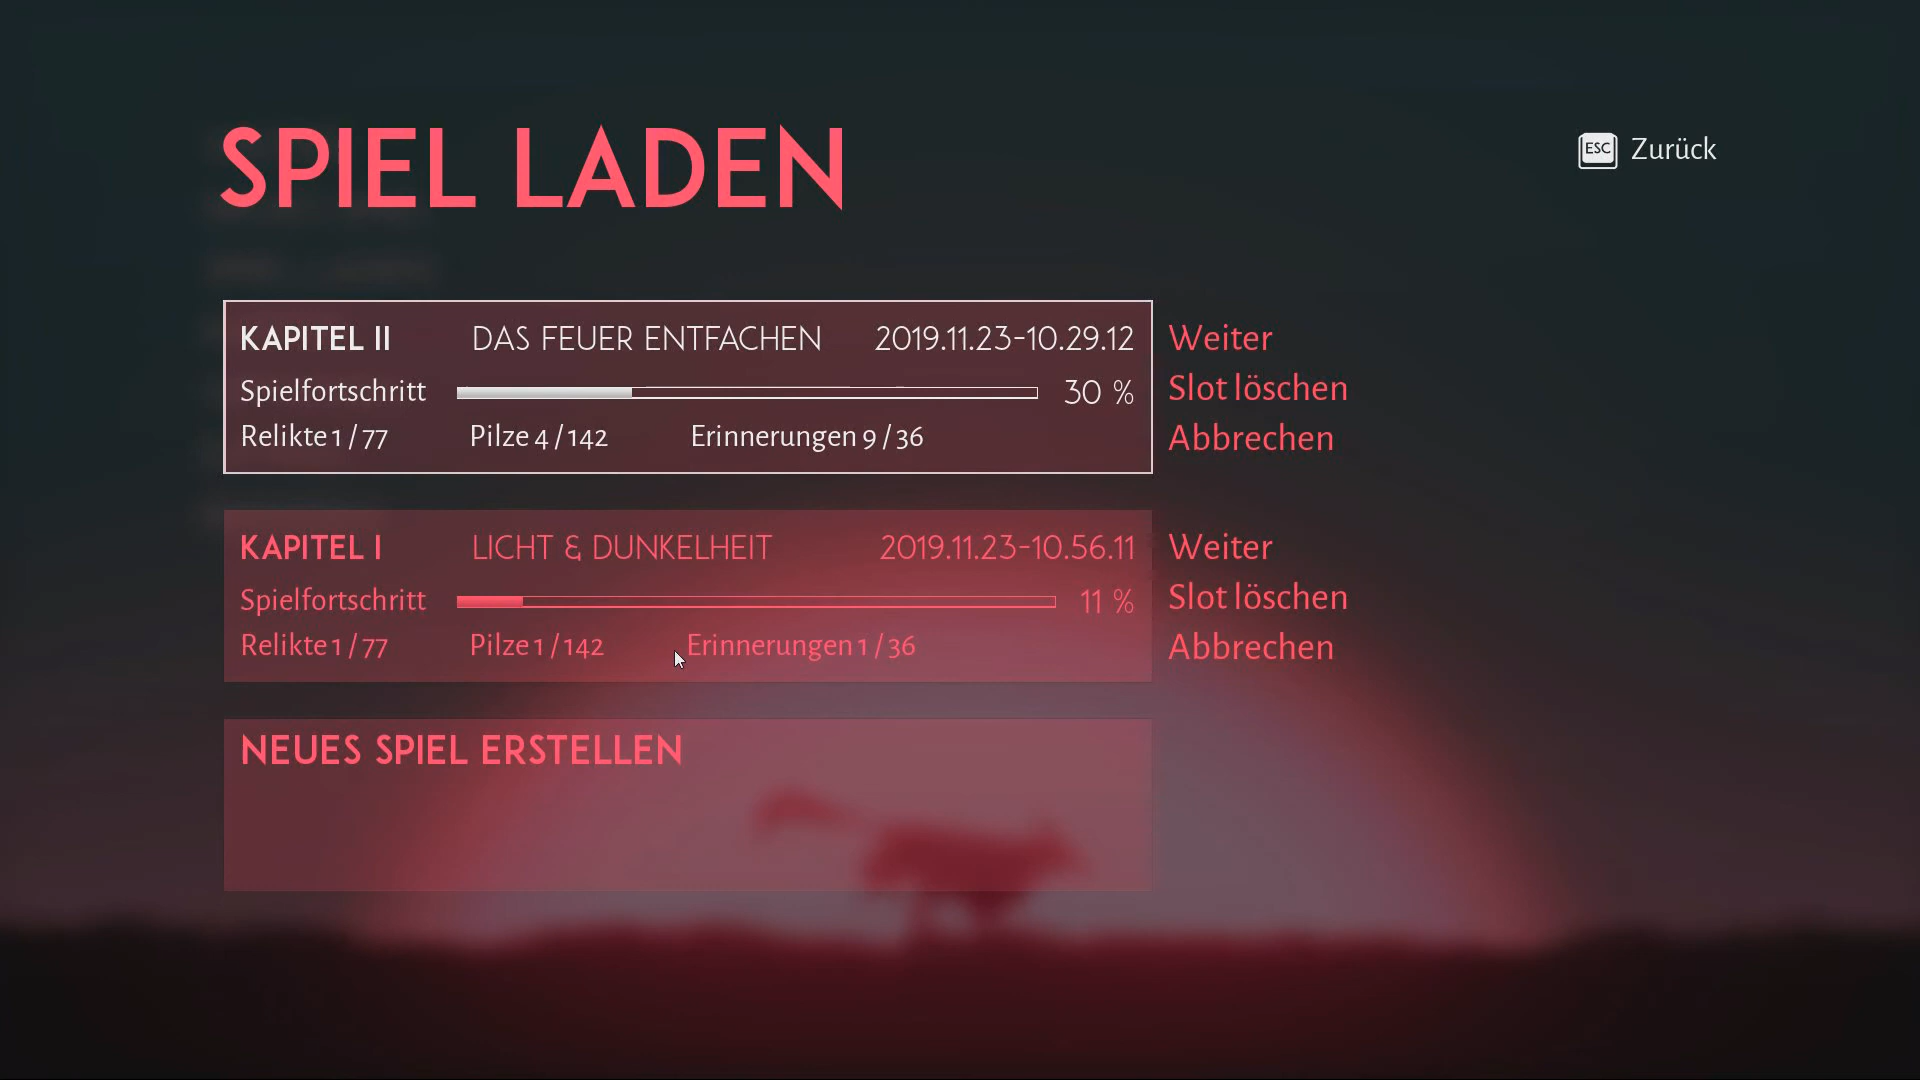 SPIEL LADEN
ESC Zurück
KAPITEL II DAS FEUER ENTFACHEN 2019.11.23-10.29.12
Spielfortschritt 30 %
Relikte 1 / 77 Pilze 4 / 142 Erinnerungen 9 / 36
Weiter
Slot löschen
Abbrechen
KAPITEL I LICHT & DUNKELHEIT 2019.11.23-10.56.11
Spielfortschritt 11 %
Relikte 1 / 77 Pilze 1 / 142 Erinnerungen 1 / 36
Weiter
Slot löschen
Abbrechen
NEUES SPIEL ERSTELLEN